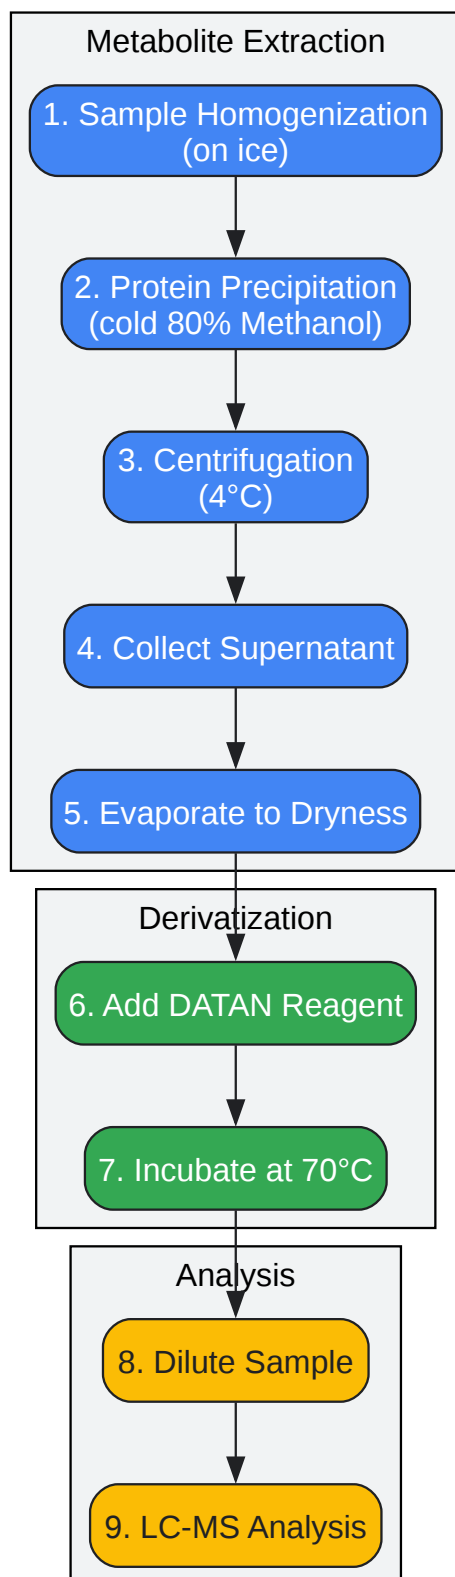 Metabolite Extraction
1. Sample Homogenization
(on ice)
2. Protein Precipitation
(cold 80% Methanol)
3. Centrifugation
(4°C)
4. Collect Supernatant
5. Evaporate to Dryness
Derivatization
6. Add DATAN Reagent
7. Incubate at 70°C
Analysis
8. Dilute Sample
9. LC-MS Analysis